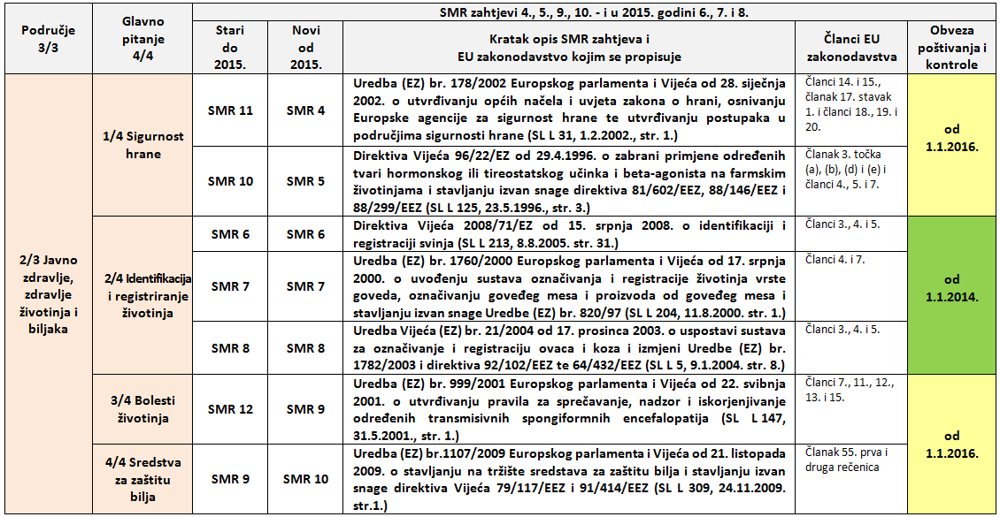 Područje
3/3
Glavno
pitanje
4/4
SMR zahtjevi 4., 5., 9., 10. - i u 2015. godini 6., 7. i 8.
Stari
do
2015.
Novi
od
2015.
Kratak opis SMR zahtjeva i
EU zakonodavstvo kojim se propisuje
Članci EU
zakonodavstva
Obveza
poštivanja i
kontrole
2/3 Javno
zdravlje,
zdravlje
životinja i
biljaka
1/4 Sigurnost
hrane
SMR 11
SMR 4
Uredba (EZ) br. 178/2002 Europskog parlamenta i Vijeća od 28. siječnja
2002. o utvrđivanju općih načela i uvjeta zakona o hrani, osnivanju
Europske agencije za sigurnost hrane te utvrđivanju postupaka u
područjima sigurnosti hrane (SL L 31, 1.2.2002., str. 1.)
Članci 14. i 15.,
članak 17. stavak
1. i članci 18., 19. i
20.
od
1.1.2016.
SMR 10
SMR 5
Direktiva Vijeća 96/22/EZ od 29.4.1996. o zabrani primjene određenih
tvari hormonskog ili tireostatskog učinka i beta-agonista na farmskim
životinjama i stavljanju izvan snage direktiva 81/602/EEZ, 88/146/EEZ i
88/299/EEZ (SL L 125, 23.5.1996., str. 3.)
Članak 3. točka
(a), (b), (d) i (e) i
članci 4., 5. i 7.
2/4 Identifikacija
i registriranje
životinja
SMR 6
SMR 6
Direktiva Vijeća 2008/71/EZ od 15. srpnja 2008. o identifikaciji i
registraciji svinja (SL L 213, 8.8.2005. str. 31.)
Članci 3., 4. i 5.
od
1.1.2014.
SMR 7
SMR 7
Uredba (EZ) br. 1760/2000 Europskog parlamenta i Vijeća od 17. srpnja
2000. o uvođenju sustava označivanja i registracije životinja vrste
goveda, označivanju goveđeg mesa i proizvoda od goveđeg mesa i
stavljanju izvan snage Uredbe (EZ) br. 820/97 (SL L 204, 11.8.2000. str. 1.)
Članci 4. i 7.
SMR 8
SMR 8
Uredba Vijeća (EZ) br. 21/2004 od 17. prosinca 2003. o uspostavi sustava
za označivanje i registraciju ovaca i koza i izmjeni Uredbe (EZ) br.
1782/2003 i direktiva 92/102/EEZ te 64/432/EEZ (SL L 5, 9.1.2004. str. 8.)
Članci 3., 4. i 5.
3/4 Bolesti
životinja
SMR 12
SMR 9
Uredba (EZ) br. 999/2001 Europskog parlamenta i Vijeća od 22. svibnja
2001. o utvrđivanju pravila za sprečavanje, nadzor i iskorjenjivanje
određenih transmisivnih spongiformnih encefalopatija (SL L 147,
31.5.2001., str. 1.)
Članci 7., 11., 12.,
13. i 15.
od
1.1.2016.
4/4 Sredstva
za zaštitu
bilja
SMR 9
SMR 10
Uredba (EZ) br.1107/2009 Europskog parlamenta i Vijeća od 21. listopada
2009. o stavljanju na tržište sredstava za zaštitu bilja i stavljanju izvan
snage direktiva Vijeća 79/117/EEZ i 91/414/EEZ (SL L 309, 24.11.2009.
str.1.)
Članak 55. prva i
druga rečenica